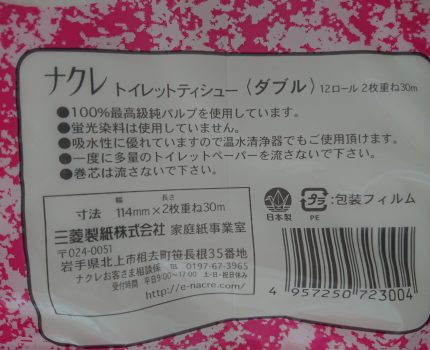 ナクレ トイレットティシュー〈ダブル〉12ロール 2枚重ね30m
●100%最高級純パルプを使用しています。
●蛍光染料は使用していません。
●吸水性に優れていますので温水清浄器でもご使用頂けます。
●一度に多量のトイレットペーパーを流さないで下さい。
●巻芯は流さないで下さい。
幅 長さ
寸法 114mm×2枚重ね30m
三菱製紙株式会社 家庭紙事業室
〒024-0051
岩手県北上市相去町笹長根35番地
ナクレお客さま相談係 TEL 0197-67-3965
受付時間 平日9:00〜17:00 土・日・祝日休み
http://e-nacre.com/
日本製
プラ :包装フィルム
PE
4 957250 723004